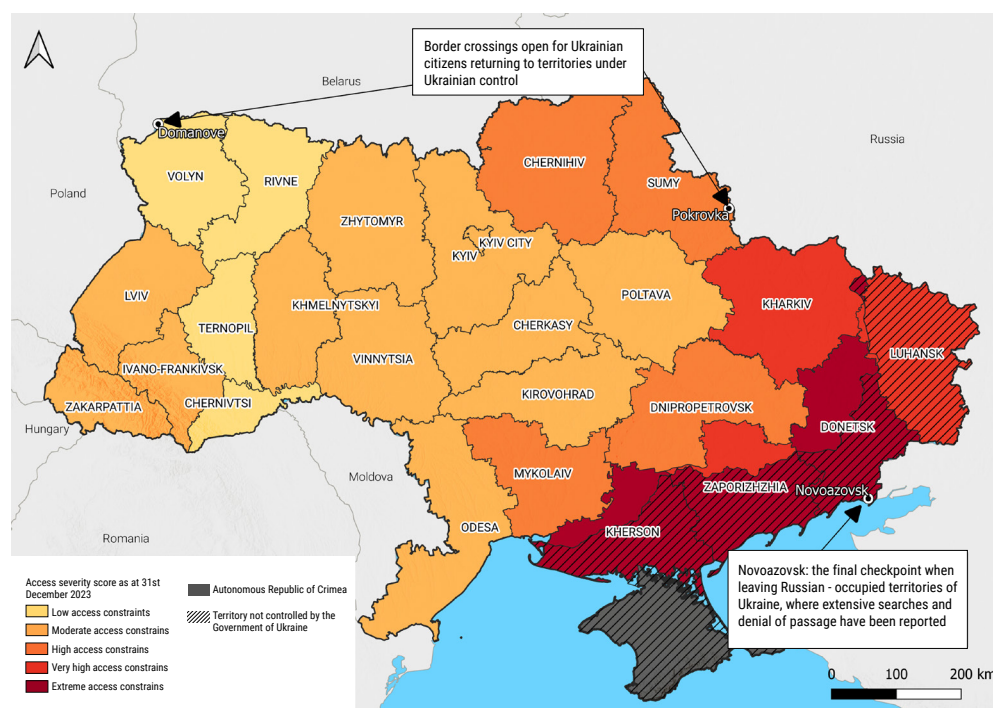 Border crossings open for Ukrainian
citizens returning to territories under
Ukrainian control
Belarus
Russia
Poland
Domanove
VOLYN
RIVNE
CHERNIHIV
SUMY
Pokrovka
ZHYTOMYR
KYIV CITY
KYIV
LVIV
TERNOPIL
KHMELNYTSKYI
POLTAVA
KHARKIV
CHERKASY
LUHANSK
VINNYTSIA
IVANO-FRANKIVSK
KIROVOHRAD
ZAKARPATTIA
CHERNIVTSI
DNIPROPETROVSK
DONETSK
Hungary
Moldova
MYKOLAIV
ZAPORIZHZHIA
Novoazovsk
ODESA
KHERSON
Romania
Novoazovsk: the final checkpoint when
leaving Russian - occupied territories of
Ukraine, where extensive searches and
denial of passage have been reported
Access severity score as at 31st
December 2023
Low access constraints
Moderate access constrains
High access constrains
Very high access constrains
Extreme access constrains
Autonomous Republic of Crimea
Territory not controlled by the
Government of Ukraine
0 100 200 km